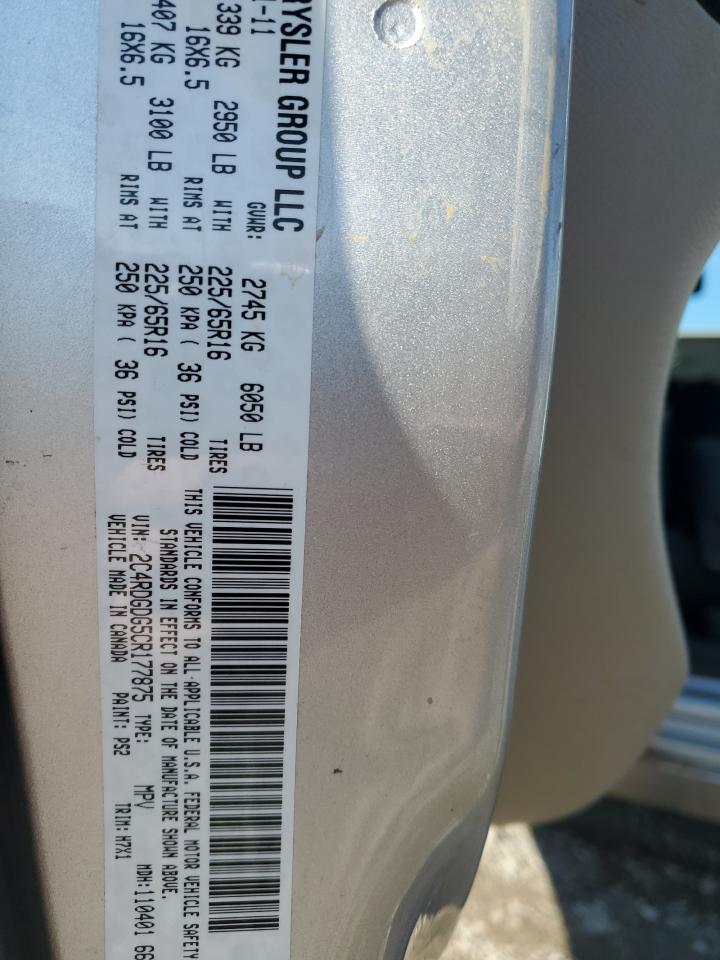 RYSLER GROUP LLC
-11 GVWR: 2745 KG 6050 LB
339 KG 2950 LB WITH 225/65R16 TIRES
16X6.5 RIMS AT 250 KPA ( 36 PSI) COLD
407 KG 3100 LB WITH 225/65R16 TIRES
16X6.5 RIMS AT 250 KPA ( 36 PSI) COLD
THIS VEHICLE CONFORMS TO ALL APPLICABLE U.S.A. FEDERAL MOTOR VEHICLE SAFETY
STANDARDS IN EFFECT ON THE DATE OF MANUFACTURE SHOWN ABOVE.
VIN: 2C4RDGDG5CR177875 TYPE: MPV MDH:110401 66
VEHICLE MADE IN CANADA PAINT: PS2 TRIM: H7X1